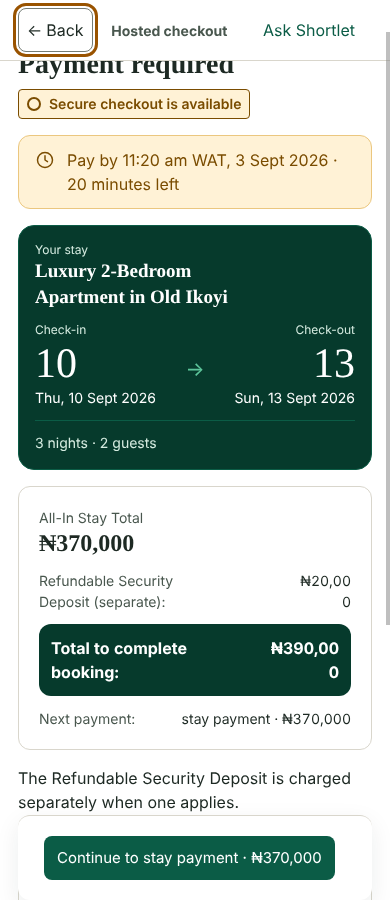 ← Back
Hosted checkout
Ask Shortlet
Payment required
Secure checkout is available
Pay by 11:20 am WAT, 3 Sept 2026 ·
20 minutes left
Your stay
Luxury 2-Bedroom
Apartment in Old Ikoyi
Check-in
Check-out
10
→
13
Thu, 10 Sept 2026
Sun, 13 Sept 2026
3 nights · 2 guests
All-In Stay Total
₦370,000
Refundable Security
Deposit (separate):
₦20,00
0
Total to complete
booking:
₦390,00
0
Next payment:
stay payment · ₦370,000
The Refundable Security Deposit is charged
separately when one applies.
Continue to stay payment · ₦370,000